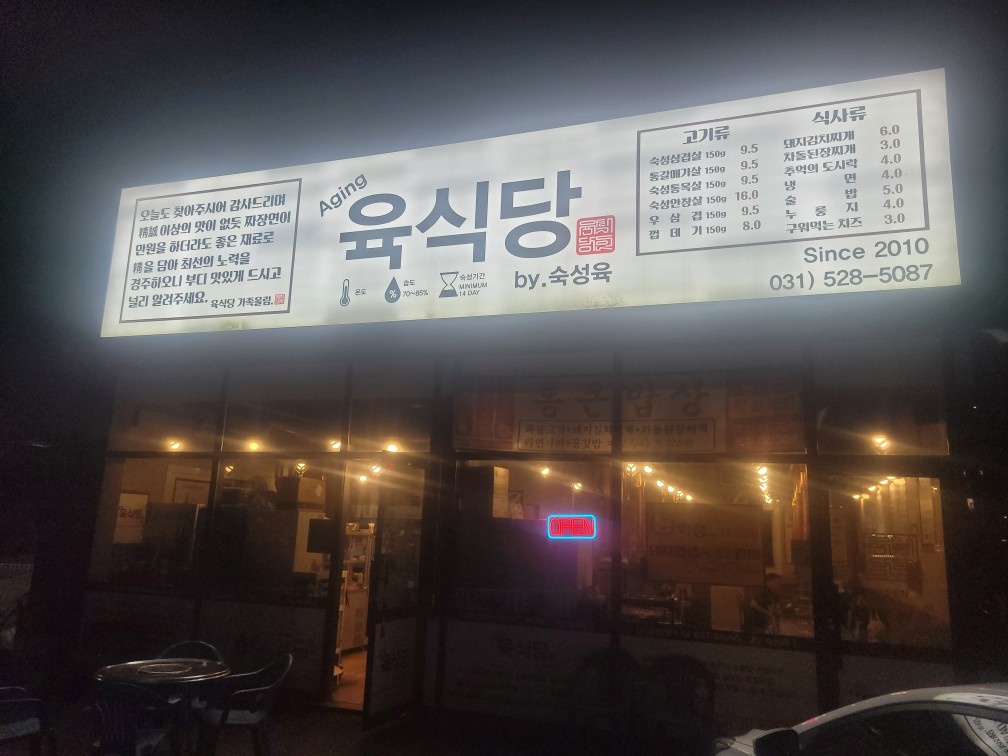 오늘도 찾아주시어 감사드리며
精誠 이상의 맛이 없듯 짜장면이
만원을 하더라도 좋은 재료로
精을 담아 최선의 노력을
경주하오니 부디 맛있게 드시고
널리 알려주세요. 육식당 가족올림.
Aging
육식당
by.숙성육
온도
습도
70~85%
숙성기간
MINIMUM
14 DAY
고기류
숙성삼겹살 150g 9.5
통갈매기살 150g 9.5
숙성통목살 150g 9.5
숙성안창살 150g 16.0
우삼겹 150g 9.5
껍데기 150g 8.0
식사류
돼지김치찌개 6.0
차돌된장찌개 3.0
추억의 도시락 4.0
냉면 4.0
술밥 5.0
누룽지 4.0
구워먹는 치즈 3.0
Since 2010
031) 528-5087
OPEN
육식당